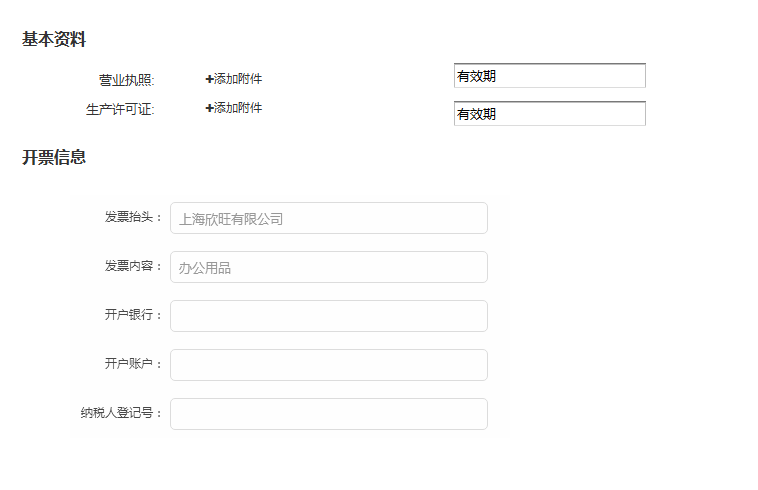 基本资料
营业执照: ✚添加附件 有效期
生产许可证: ✚添加附件 有效期
开票信息
发票抬头： 上海欣旺有限公司
发票内容： 办公用品
开户银行：
开户账户：
纳税人登记号：